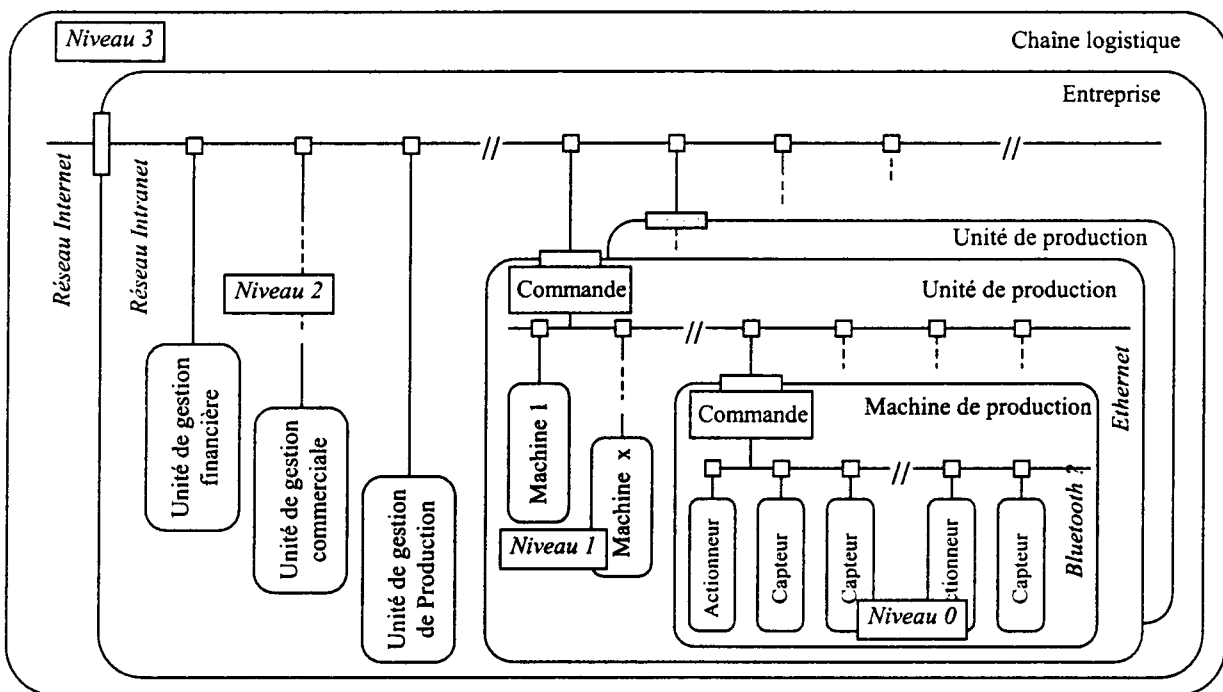 Niveau 3
Chaîne logistique
Entreprise
Réseau Internet
Réseau Intranet
Unité de production
Unité de production
Niveau 2
Commande
Ethernet
Unité de gestion
financière
Unité de gestion
commerciale
Unité de gestion
de Production
Machine 1
Machine x
Niveau 1
Machine de production
Commande
Bluetooth ?
Actionneur
Capteur
Capteur
ctionneur
Capteur
Niveau 0
//
//
//
//